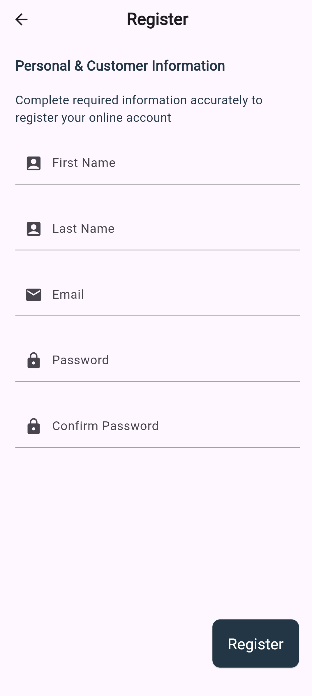 Register
Personal & Customer Information
Complete required information accurately to
register your online account
First Name
Last Name
Email
Password
Confirm Password
Register